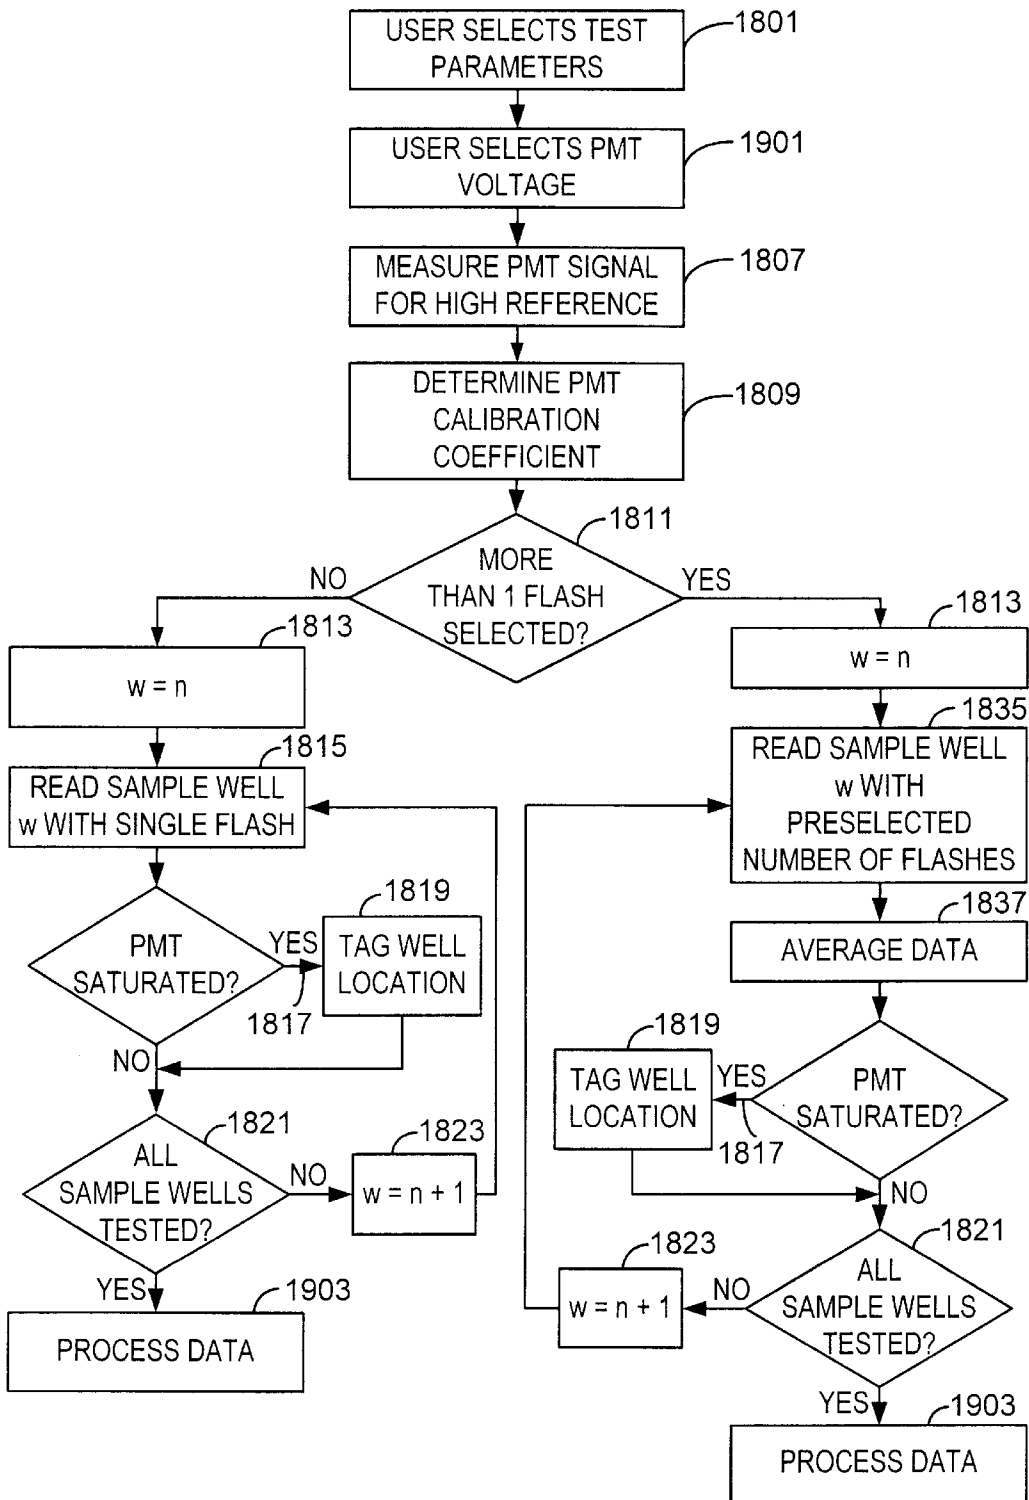 USER SELECTS TEST
PARAMETERS
1801
USER SELECTS PMT
VOLTAGE
1901
MEASURE PMT SIGNAL
FOR HIGH REFERENCE
1807
DETERMINE PMT
CALIBRATION
COEFFICIENT
1809
MORE
THAN 1 FLASH
SELECTED?
1811
NO
YES
1813
w = n
1815
READ SAMPLE WELL
w WITH SINGLE FLASH
PMT
SATURATED?
YES
1817
1819
TAG WELL
LOCATION
NO
1821
ALL
SAMPLE WELLS
TESTED?
NO
1823
w = n + 1
YES
1903
PROCESS DATA
1813
w = n
1835
READ SAMPLE WELL
w WITH
PRESELECTED
NUMBER OF FLASHES
1837
AVERAGE DATA
PMT
SATURATED?
YES
1817
1819
TAG WELL
LOCATION
NO
1821
ALL
SAMPLE WELLS
TESTED?
NO
1823
w = n + 1
YES
1903
PROCESS DATA